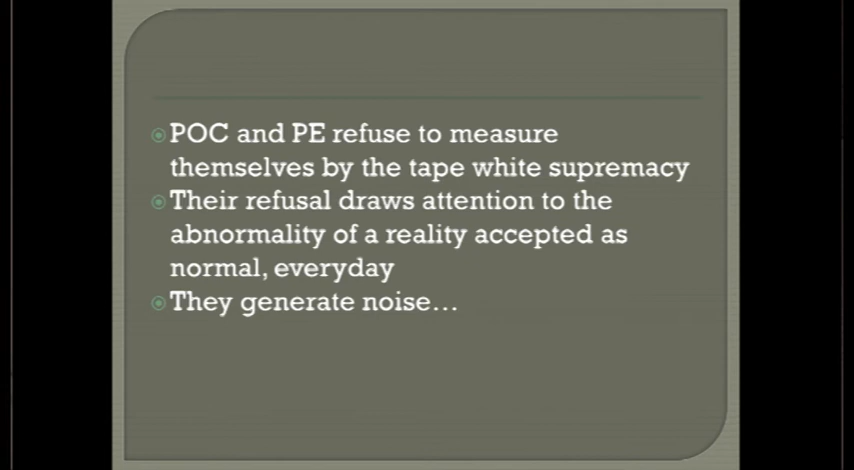 POC and PE refuse to measure
themselves by the tape white supremacy
Their refusal draws attention to the
abnormality of a reality accepted as
normal, everyday
They generate noise…